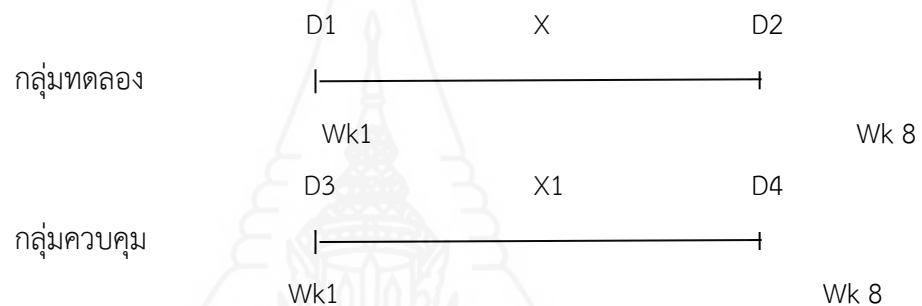 D1 X D2
กลุ่มทดลอง
Wk1 Wk 8
D3 X1 D4
กลุ่มควบคุม
Wk1 Wk 8